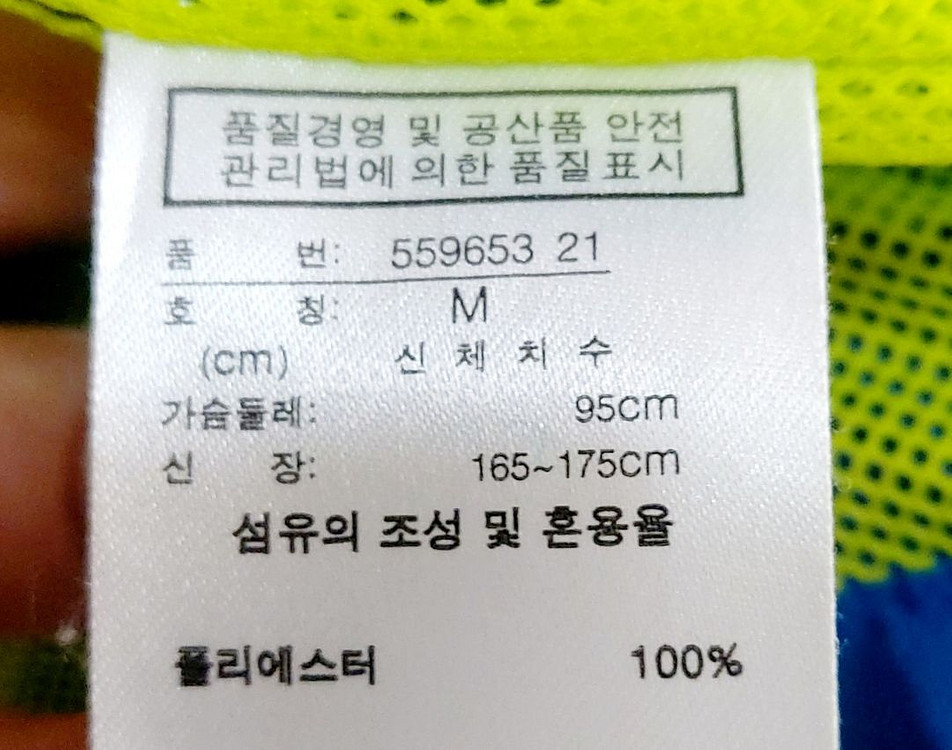 품질경영 및 공산품 안전
관리법에 의한 품질표시
품 번: 559653 21
호 칭: M
(cm) 신 체 치 수
가슴둘레: 95cm
신 장: 165~175cm
섬유의 조성 및 혼용율
폴리에스터 100%